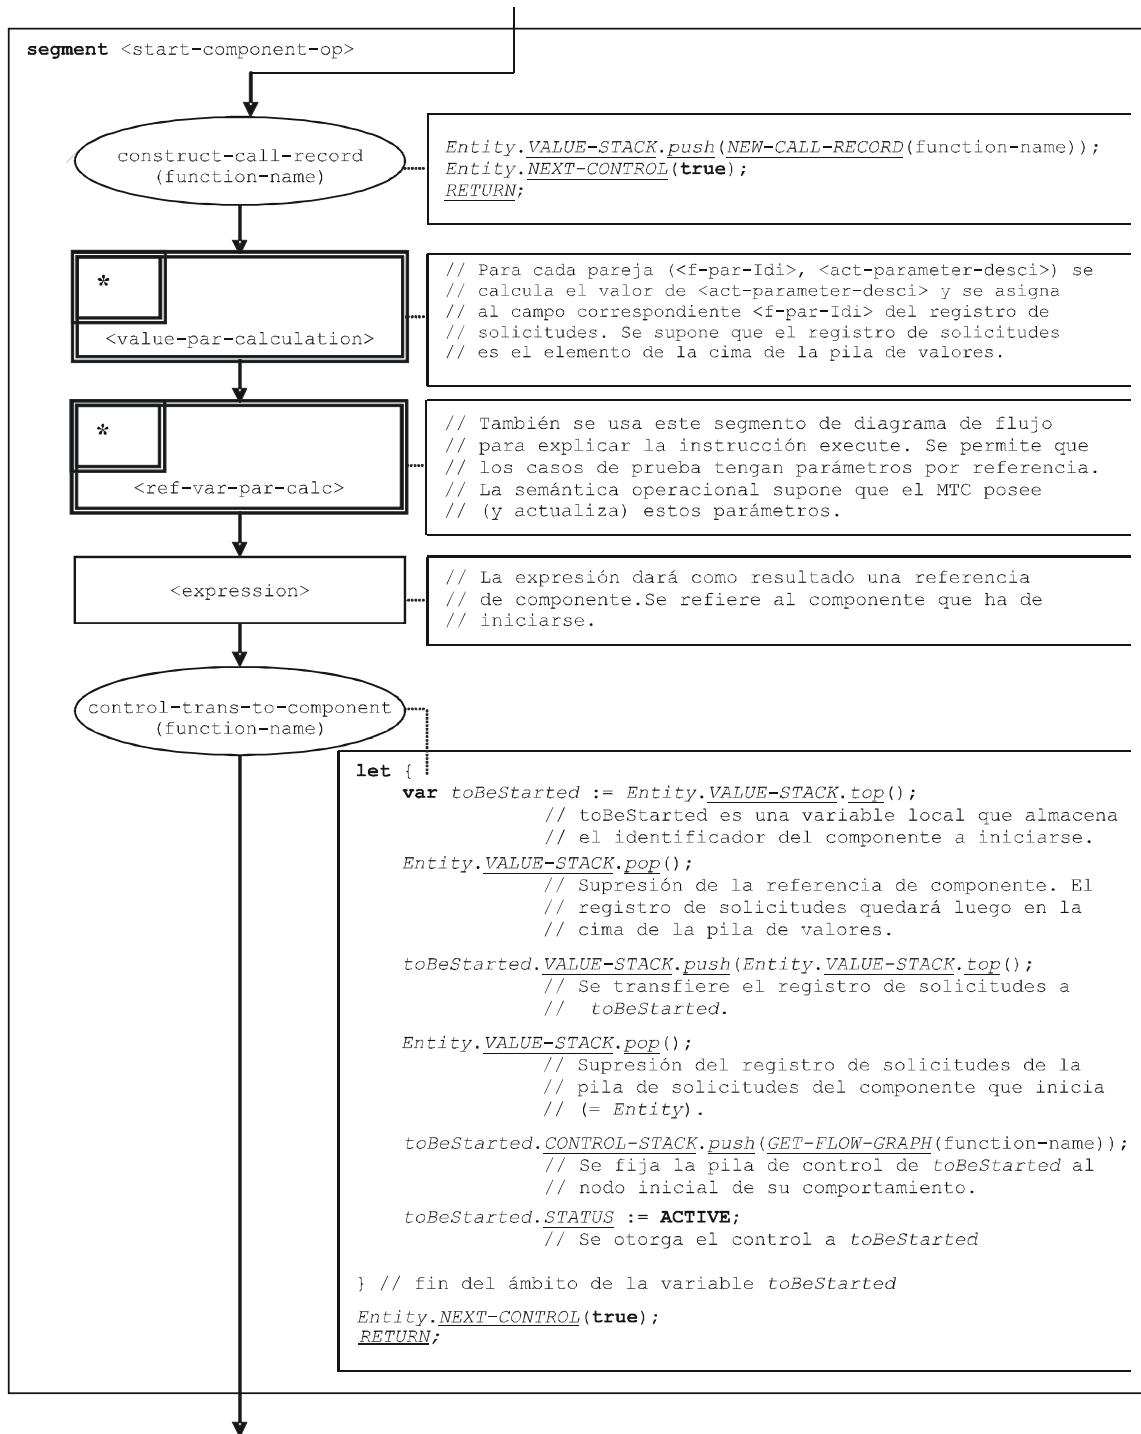 segment <start-component-op>
construct-call-record
(function-name)
Entity.VALUE-STACK.push(NEW-CALL-RECORD(function-name));
Entity.NEXT-CONTROL(true);
RETURN;
*
<value-par-calculation>
// Para cada pareja (<f-par-Idi>, <act-parameter-desci>) se
// calcula el valor de <act-parameter-desci> y se asigna
// al campo correspondiente <f-par-Idi> del registro de
// solicitudes. Se supone que el registro de solicitudes
// es el elemento de la cima de la pila de valores.
*
<ref-var-par-calc>
// También se usa este segmento de diagrama de flujo
// para explicar la instrucción execute. Se permite que
// los casos de prueba tengan parámetros por referencia.
// La semántica operacional supone que el MTC posee
// (y actualiza) estos parámetros.
<expression>
// La expresión dará como resultado una referencia
// de componente.Se refiere al componente que ha de
// iniciarse.
control-trans-to-component
(function-name)
let {
var toBeStarted := Entity.VALUE-STACK.top();
// toBeStarted es una variable local que almacena
// el identificador del componente a iniciarse.
Entity.VALUE-STACK.pop();
// Supresión de la referencia de componente. El
// registro de solicitudes quedará luego en la
// cima de la pila de valores.
toBeStarted.VALUE-STACK.push(Entity.VALUE-STACK.top();
// Se transfiere el registro de solicitudes a
// toBeStarted.
Entity.VALUE-STACK.pop();
// Supresión del registro de solicitudes de la
// pila de solicitudes del componente que inicia
// (= Entity).
toBeStarted.CONTROL-STACK.push(GET-FLOW-GRAPH(function-name));
// Se fija la pila de control de toBeStarted al
// nodo inicial de su comportamiento.
toBeStarted.STATUS := ACTIVE;
// Se otorga el control a toBeStarted
} // fin del ámbito de la variable toBeStarted
Entity.NEXT-CONTROL(true);
RETURN;